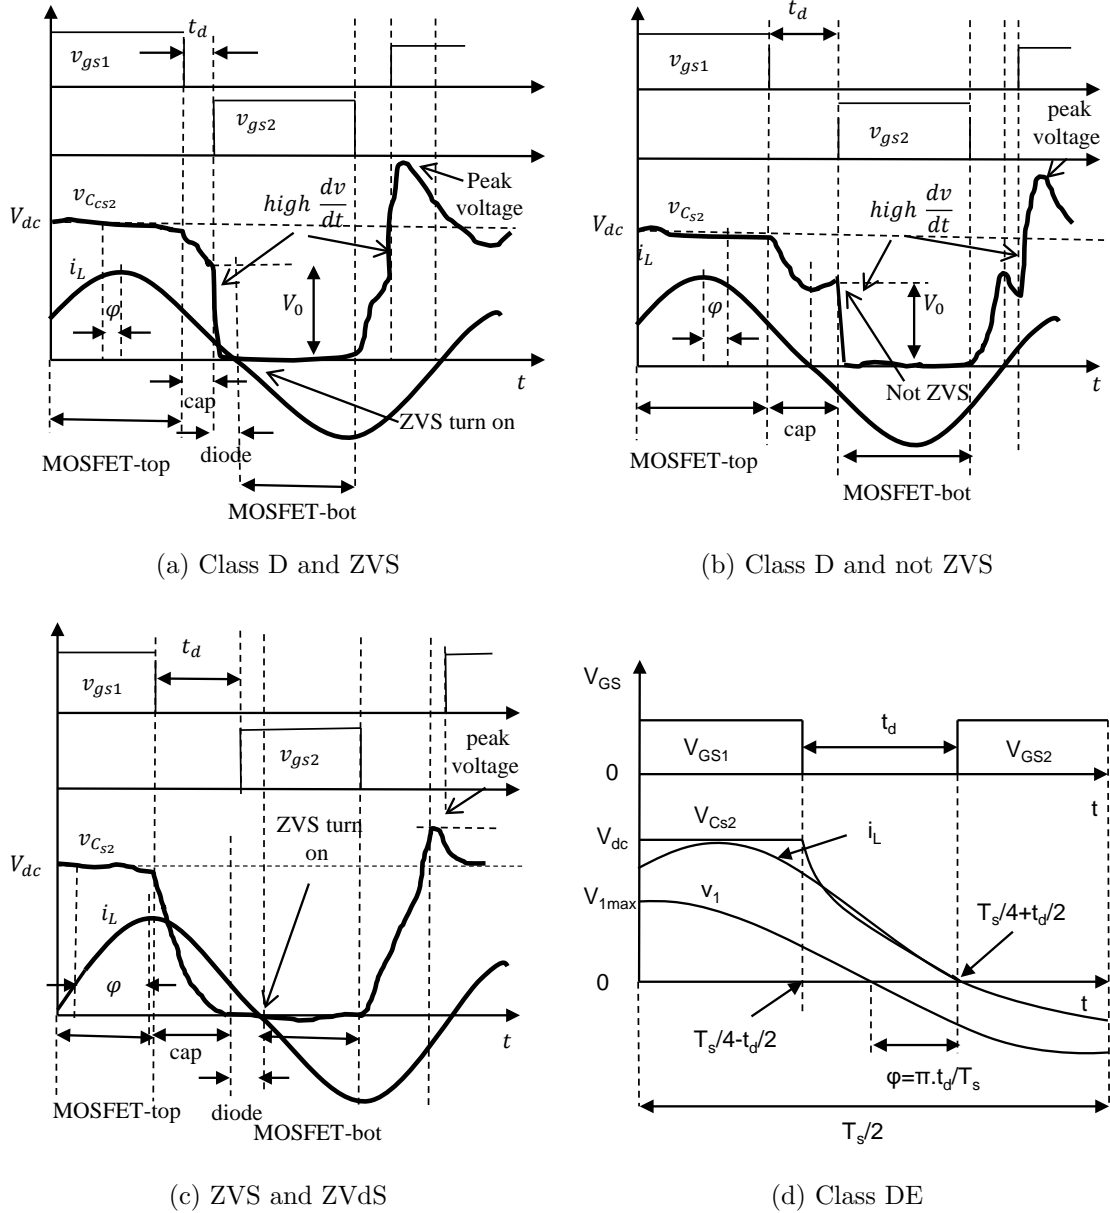 t_d
v_gs1
v_gs2
v_Ccs2
V_dc
high dv/dt
Peak
voltage
i_L
φ
V_0
t
cap
ZVS turn on
diode
MOSFET-top
MOSFET-bot
(a) Class D and ZVS
t_d
v_gs1
v_gs2
peak
voltage
v_Cs2
V_dc
high dv/dt
i_L
φ
V_0
t
Not ZVS
cap
MOSFET-top
MOSFET-bot
(b) Class D and not ZVS
t_d
v_gs1
v_gs2
peak
voltage
ZVS turn
on
v_Cs2
V_dc
i_L
φ
t
cap
diode
MOSFET-top
MOSFET-bot
(c) ZVS and ZVdS
V_GS
t_d
V_GS1
V_GS2
0
t
V_Cs2
V_dc
i_L
V_1max
v_1
T_s/4+t_d/2
0
t
T_s/4-t_d/2
φ=π.t_d/T_s
T_s/2
(d) Class DE